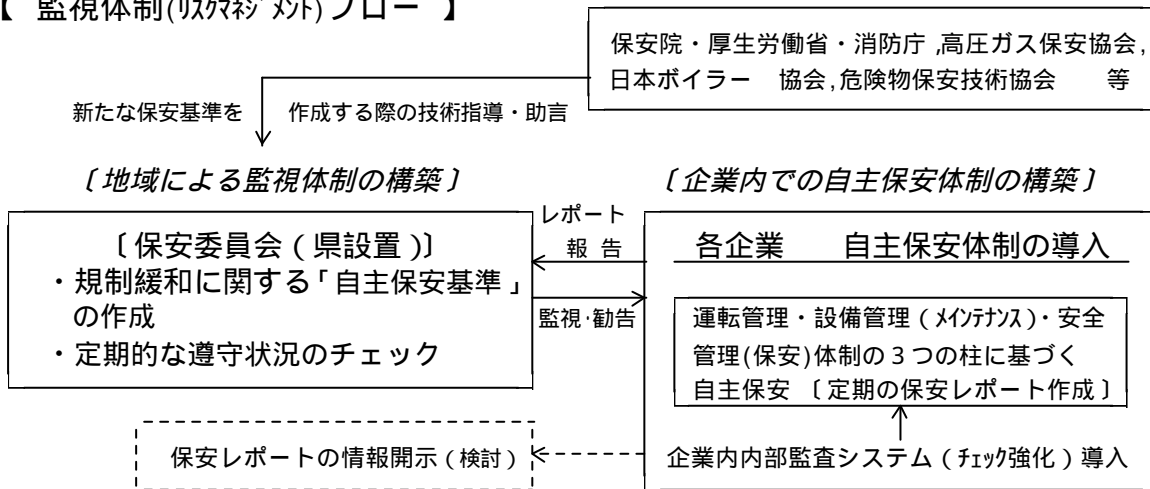 【 監視体制(ﾘｽｸﾏﾈｼﾞﾒﾝﾄ)フロー 】
保安院・厚生労働省・消防庁,高圧ガス保安協会,
日本ボイラー　協会,危険物保安技術協会　　等
新たな保安基準を　作成する際の技術指導・助言
〔地域による監視体制の構築〕
〔企業内での自主保安体制の構築〕
〔保安委員会(県設置)〕
・規制緩和に関する「自主保安基準」
の作成
・定期的な遵守状況のチェック
レポート
報 告
監視･勧告
各企業　　自主保安体制の導入
運転管理・設備管理(ﾒｲﾝﾃﾅﾝｽ)・安全
管理(保安)体制の３つの柱に基づく
自主保安 〔定期の保安レポート作成〕
保安レポートの情報開示(検討)
企業内内部監査システム(ﾁｪｯｸ強化)導入